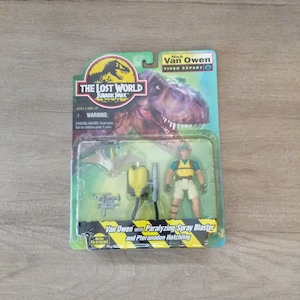 Nick
Van Owen
VIDEO EXPERT
THE LOST WORLD
JURASSIC PARK
WARNING:
Van Owen with Paralyzing Spray Blaster
and Pteranodon Hatchling